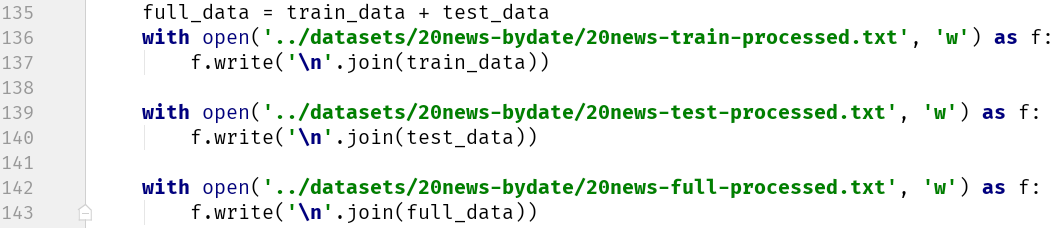 135 full_data = train_data + test_data
136 with open('../datasets/20news-bydate/20news-train-processed.txt', 'w') as f:
137 f.write('\n'.join(train_data))
138
139 with open('../datasets/20news-bydate/20news-test-processed.txt', 'w') as f:
140 f.write('\n'.join(test_data))
141
142 with open('../datasets/20news-bydate/20news-full-processed.txt', 'w') as f:
143 f.write('\n'.join(full_data))